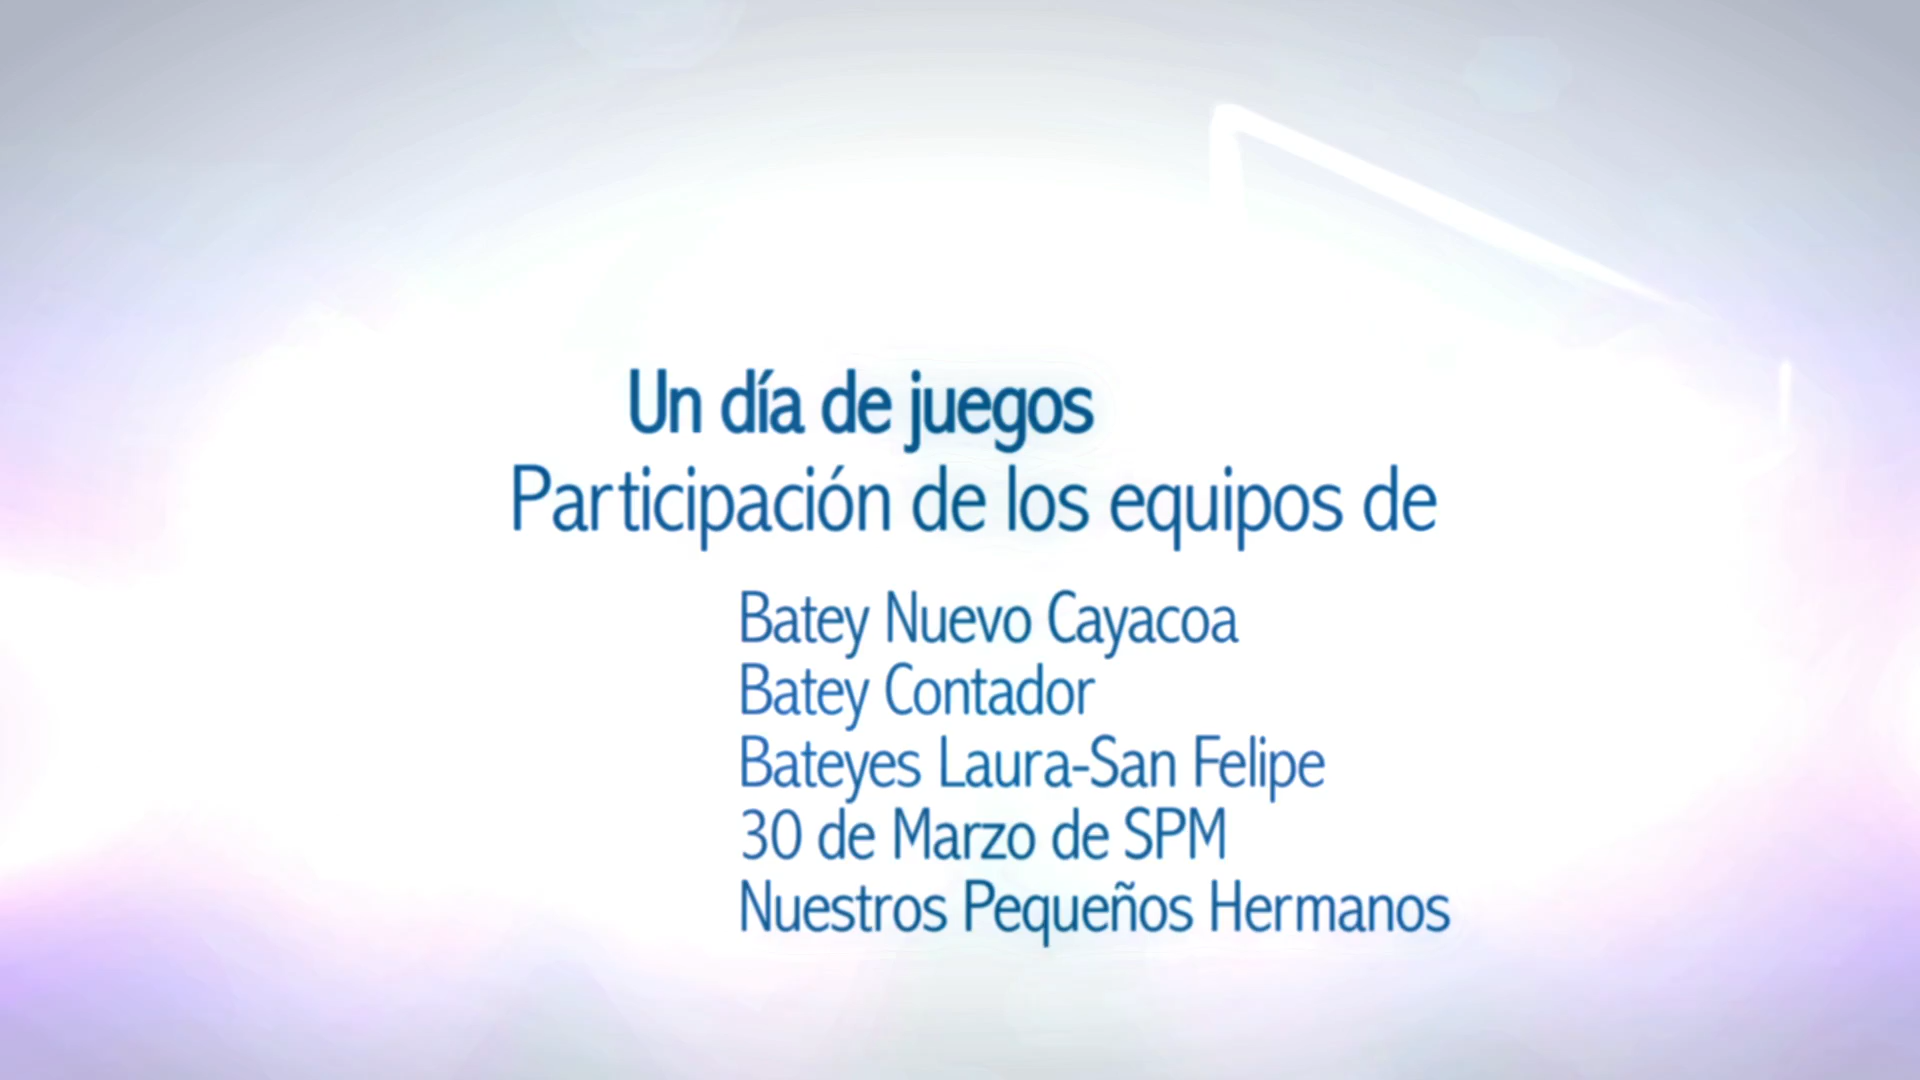 Un día de juegos
Participación de los equipos de
Batey Nuevo Cayacoa
Batey Contador
Bateyes Laura-San Felipe
30 de Marzo de SPM
Nuestros Pequeños Hermanos